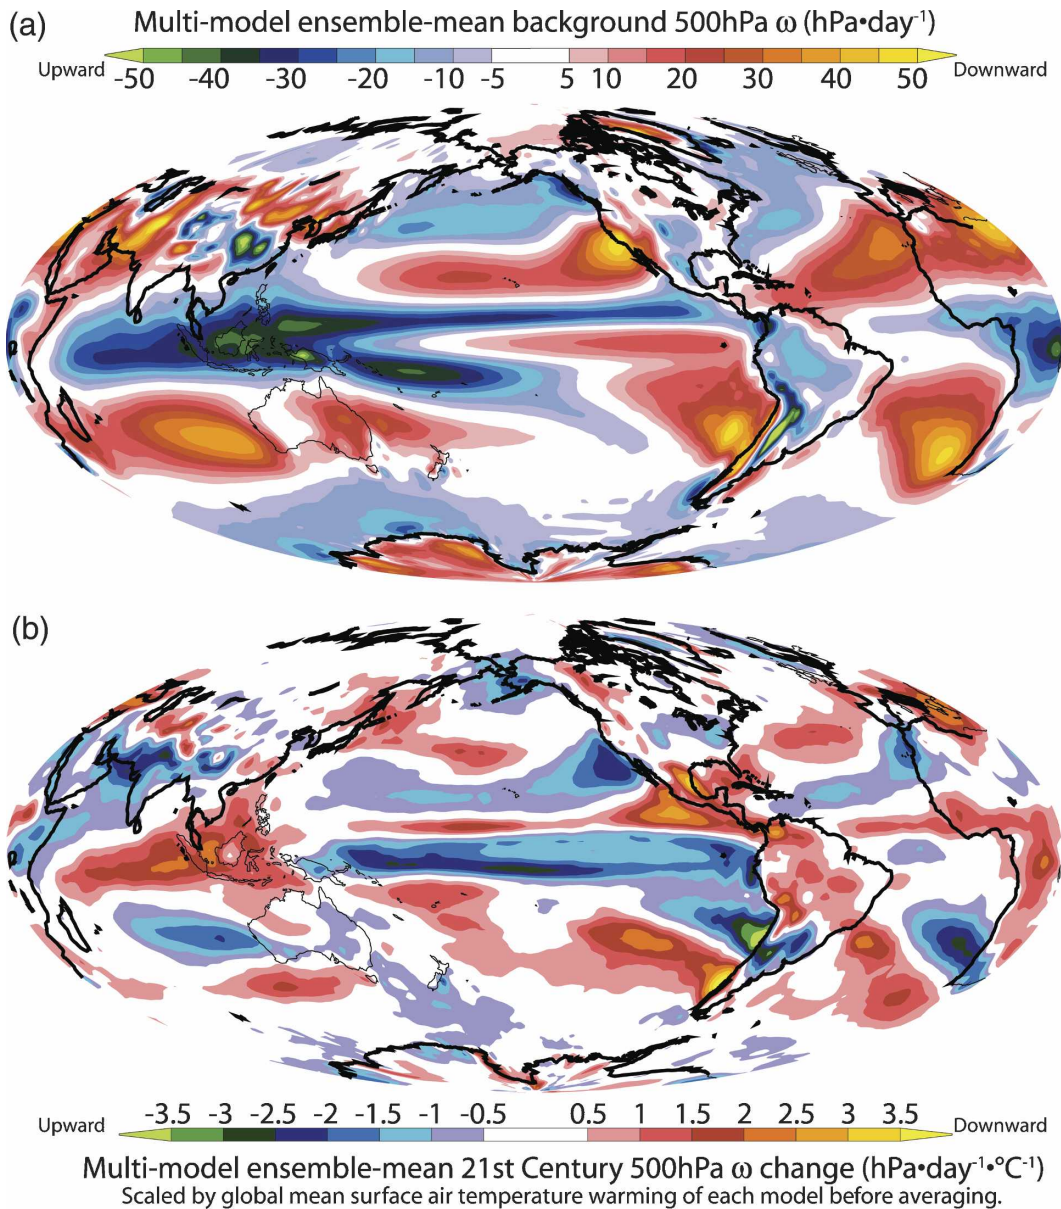 (a) Multi-model ensemble-mean background 500hPa ω (hPa•day⁻¹)
Upward -50 -40 -30 -20 -10 -5 5 10 20 30 40 50 Downward
(b)
Upward -3.5 -3 -2.5 -2 -1.5 -1 -0.5 0.5 1 1.5 2 2.5 3 3.5 Downward
Multi-model ensemble-mean 21st Century 500hPa ω change (hPa•day⁻¹•°C⁻¹)
Scaled by global mean surface air temperature warming of each model before averaging.